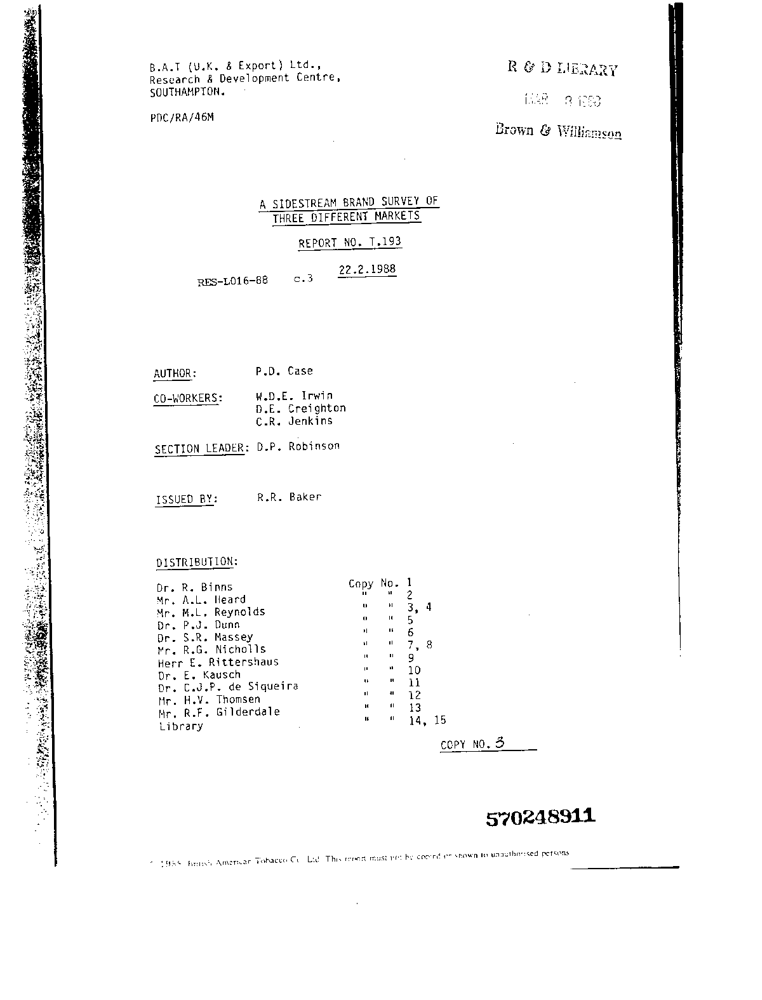 B.A.T (U.K. & Export) Ltd.,
Research & Development Centre,
SOUTHAMPTON.
PDC/RA/46M
R & D LIBRARY
MAR
Brown & Williamson
A SIDESTREAM BRAND SURVEY OF
THREE DIFFERENT MARKETS
REPORT NO. T.193
22.2.1988
RES-L016-88 c.3
AUTHOR: P.D. Case
CO-WORKERS: W.D.E. Irwin
D.E. Creighton
C.R. Jenkins
SECTION LEADER: D.P. Robinson
ISSUED BY: R.R. Baker
DISTRIBUTION:
Dr. R. Binns Copy No. 1
Mr. A.L. Heard " " 2
Mr. M.L. Reynolds " " 3, 4
Dr. P.J. Dunn " " 5
Dr. S.R. Massey " " 6
Mr. R.G. Nicholls " " 7, 8
Herr E. Rittershaus " " 9
Dr. E. Kausch " " 10
Dr. C.J.P. de Siqueira " " 11
Mr. H.V. Thomsen " " 12
Mr. R.F. Gilderdale " " 13
Library " " 14, 15
COPY NO. 3
570248911
British American Tobacco Co. Ltd. This report must not be copied or shown to unauthorised persons